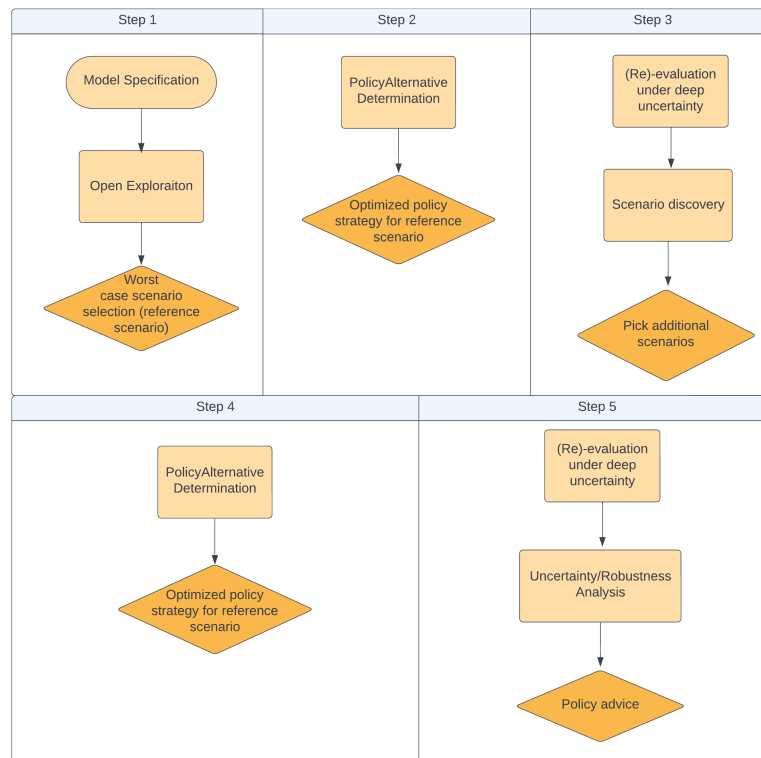 Step 1
Model Specification
Open Exploraiton
Worst
case scenario
selection (reference
scenario)
Step 2
PolicyAlternative
Determination
Optimized policy
strategy for reference
scenario
Step 3
(Re)-evaluation
under deep
uncertainty
Scenario discovery
Pick additional
scenarios
Step 4
PolicyAlternative
Determination
Optimized policy
strategy for reference
scenario
Step 5
(Re)-evaluation
under deep
uncertainty
Uncertainty/Robustness
Analysis
Policy advice